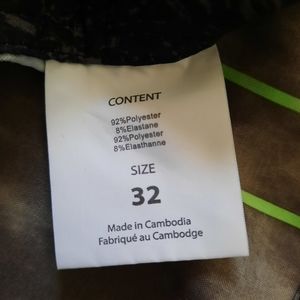 CONTENT
92%Polyester
8%Elastane
92%Polyester
8%Elasthanne
SIZE
32
Made in Cambodia
Fabriqué au Cambodge